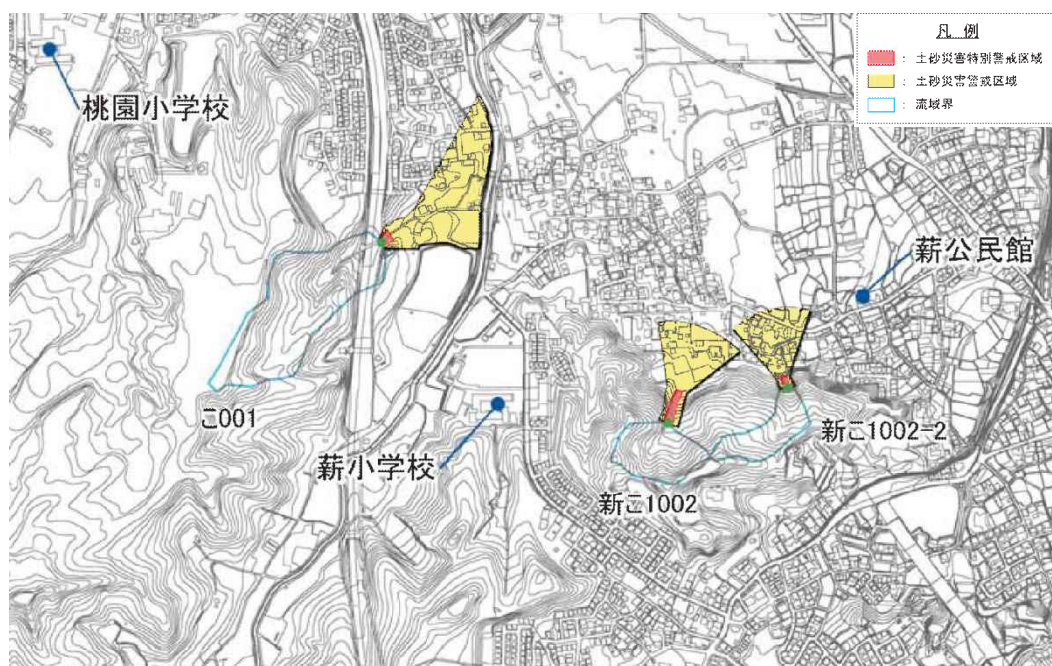 凡 例
： 土砂災害特別警戒区域
： 土砂災害警戒区域
： 流域界
桃園小学校
薪公民館
こ001
薪小学校
新こ1002-2
新こ1002